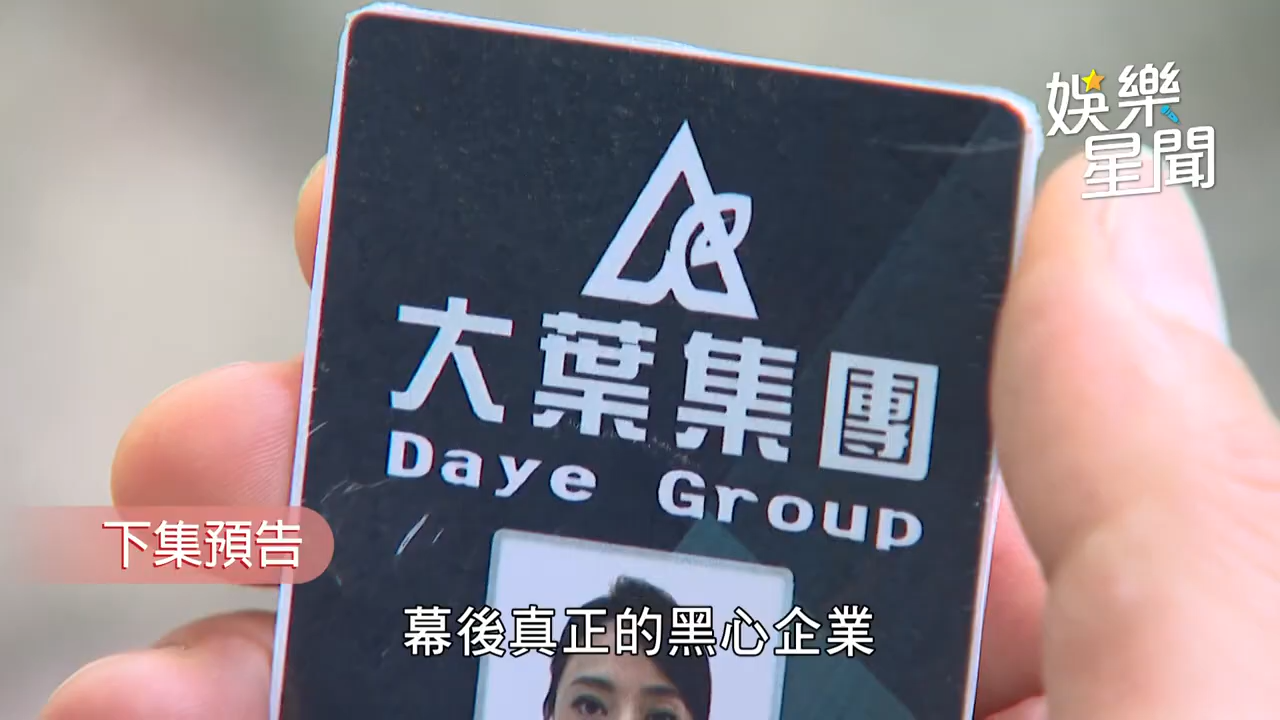 娛樂
星聞
大葉集團
Daye Group
下集預告
幕後真正的黑心企業